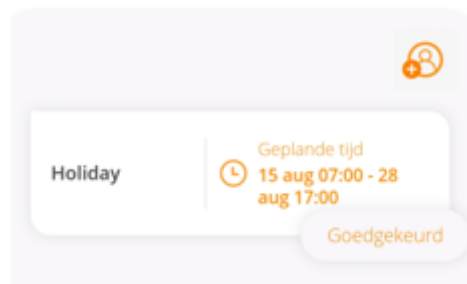 Holiday
Geplande tijd
15 aug 07:00 - 28
aug 17:00
Goedgekeurd